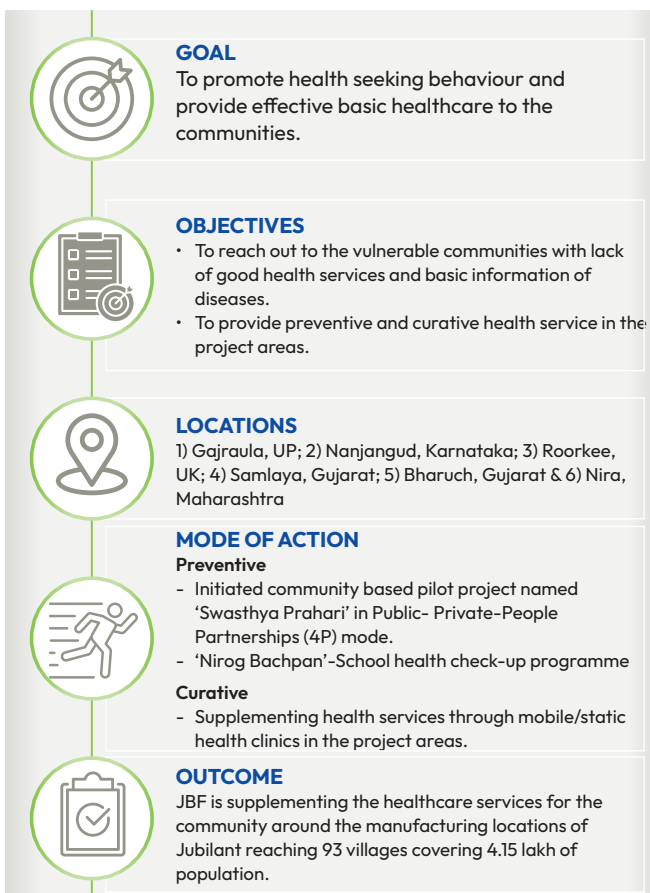 GOAL
To promote health seeking behaviour and
provide effective basic healthcare to the
communities.
OBJECTIVES
• To reach out to the vulnerable communities with lack
of good health services and basic information of
diseases.
• To provide preventive and curative health service in the
project areas.
LOCATIONS
1) Gajraula, UP; 2) Nanjangud, Karnataka; 3) Roorkee,
UK; 4) Samlaya, Gujarat; 5) Bharuch, Gujarat & 6) Nira,
Maharashtra
MODE OF ACTION
Preventive
- Initiated community based pilot project named
‘Swasthya Prahari’ in Public- Private-People
Partnerships (4P) mode.
- ‘Nirog Bachpan’-School health check-up programme
Curative
- Supplementing health services through mobile/static
health clinics in the project areas.
OUTCOME
JBF is supplementing the healthcare services for the
community around the manufacturing locations of
Jubilant reaching 93 villages covering 4.15 lakh of
population.